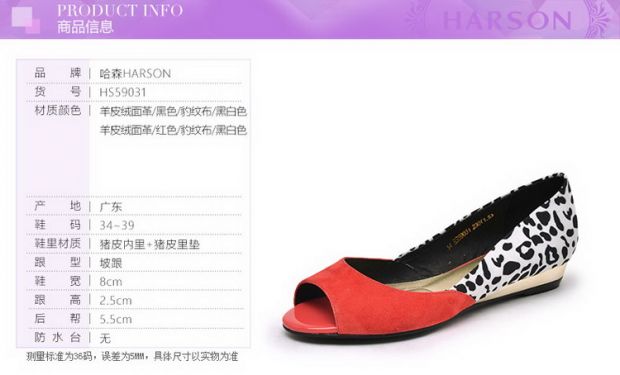 PRODUCT INFO
商品信息
HARSON
品 牌 哈森HARSON
货 号 HS59031
材质颜色 羊皮绒面革/黑色/豹纹布/黑白色
羊皮绒面革/红色/豹纹布/黑白色
产 地 广东
鞋 码 34~39
鞋里材质 猪皮内里+猪皮里垫
跟 型 坡跟
鞋 宽 8cm
跟 高 2.5cm
后 帮 5.5cm
防 水 台 无
测量标准为36码，误差为5MM，具体尺寸以实物为准